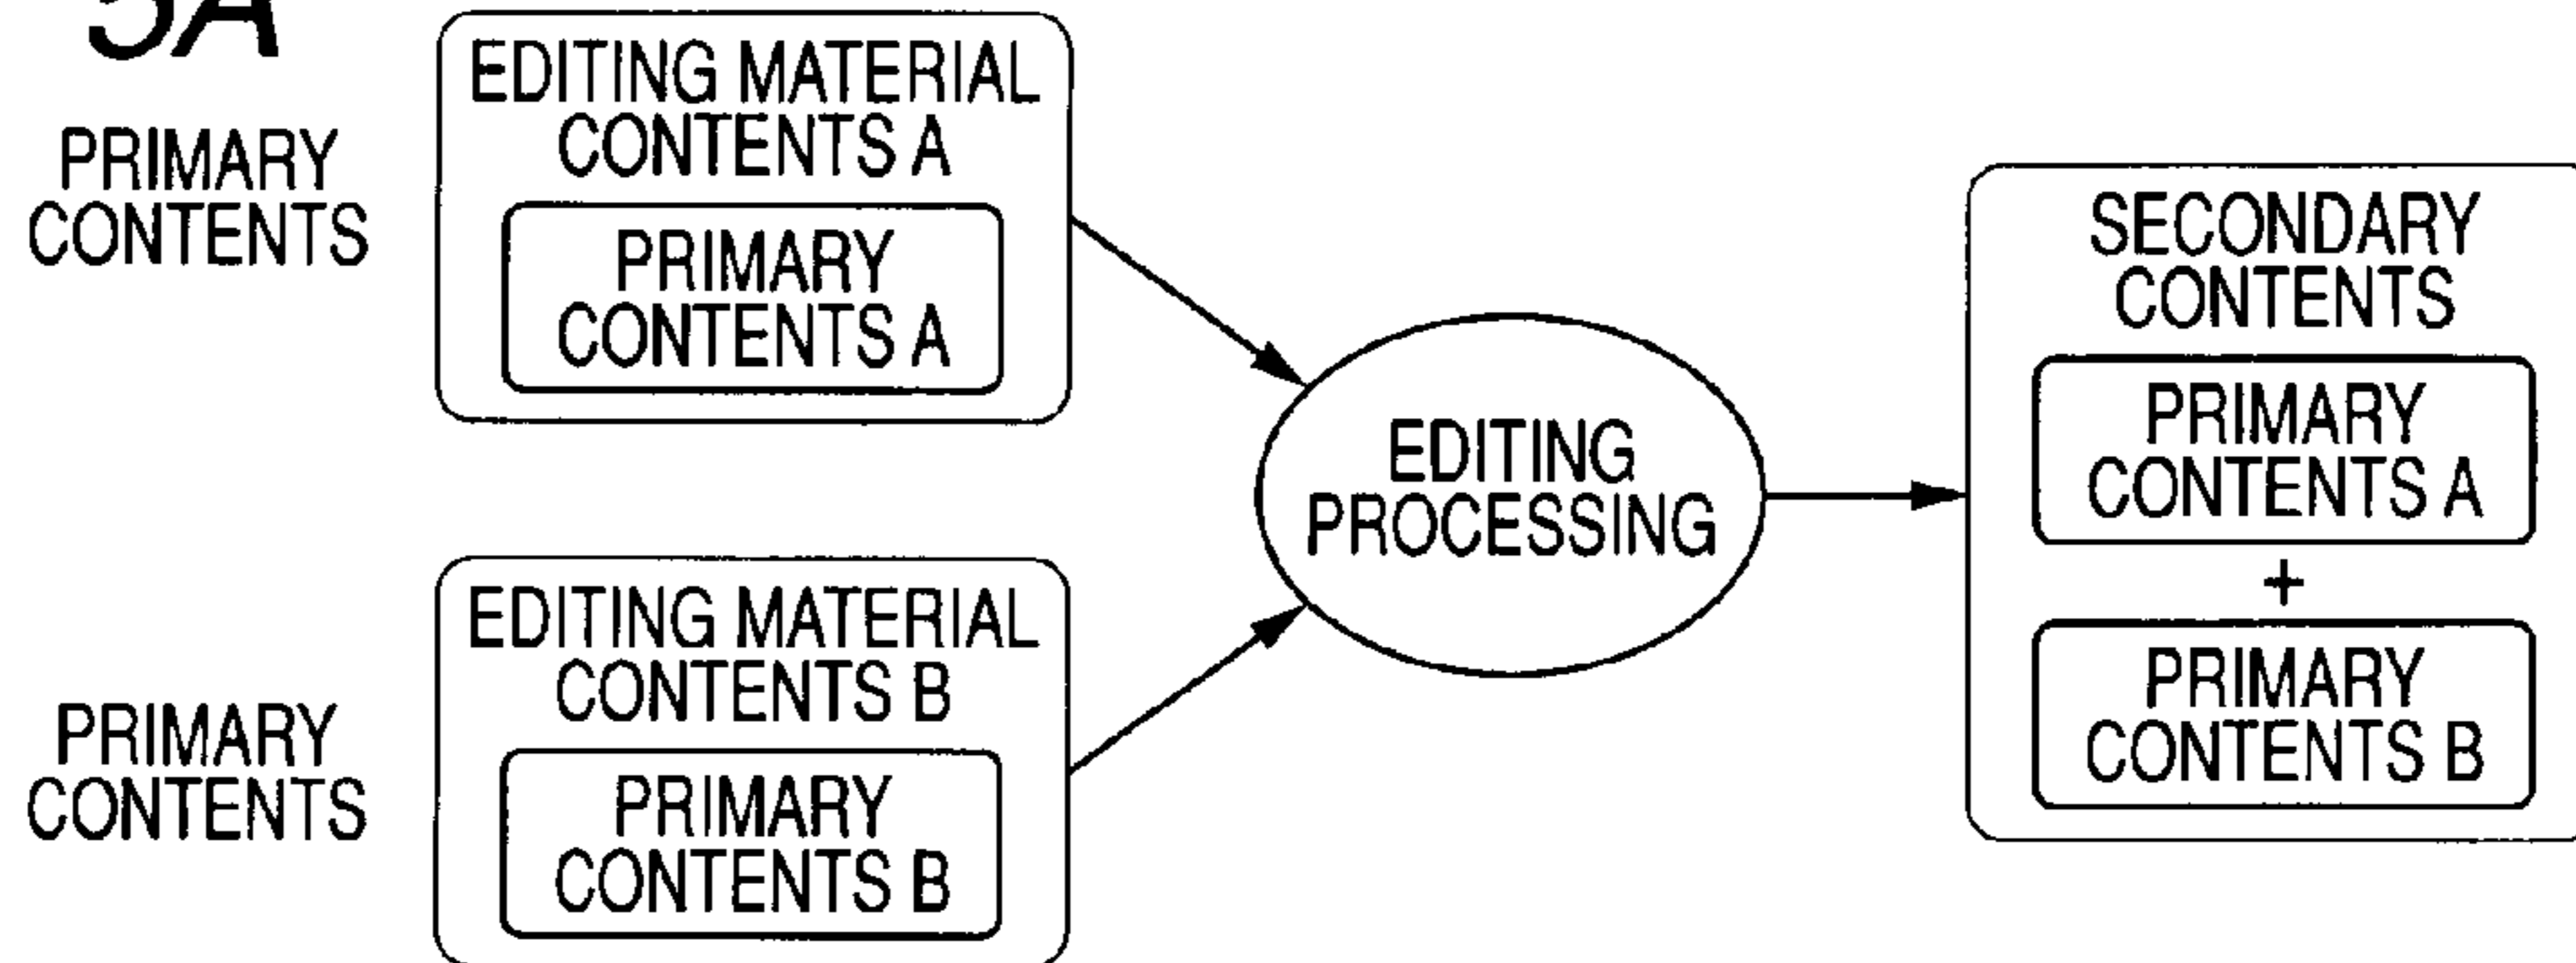 5A
PRIMARY
CONTENTS
EDITING MATERIAL
CONTENTS A
PRIMARY
CONTENTS A
PRIMARY
CONTENTS
EDITING MATERIAL
CONTENTS B
PRIMARY
CONTENTS B
EDITING
PROCESSING
SECONDARY
CONTENTS
PRIMARY
CONTENTS A
+
PRIMARY
CONTENTS B